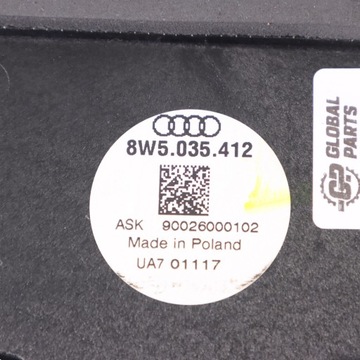 8W5.035.412
ASK 90026000102
Made in Poland
UA7 01117
GLOBAL
PARTS